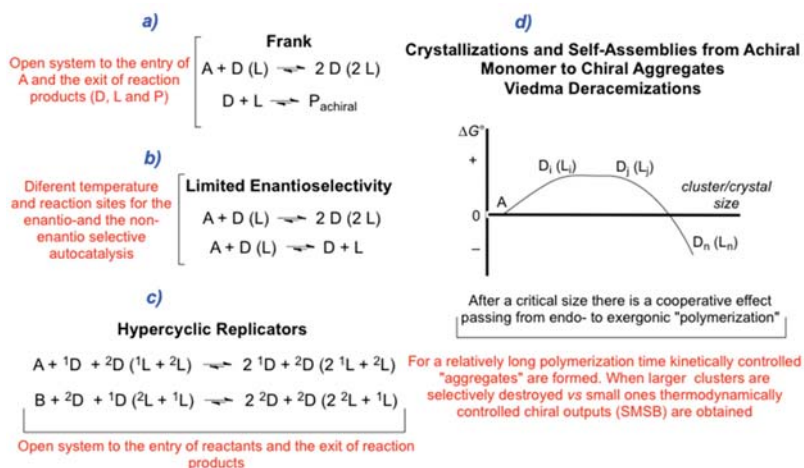 a)
Frank
Open system to the entry of
A and the exit of reaction
products (D, L and P)
A + D (L) ⇌ 2 D (2 L)
D + L ⇌ Pachiral
b)
Limited Enantioselectivity
Diferent temperature
and reaction sites for the
enantio-and the non-
enantio selective
autocatalysis
A + D (L) ⇌ 2 D (2 L)
A + D (L) ⇌ D + L
c)
Hypercyclic Replicators
A + ¹D + ²D (¹L + ²L) ⇌ 2 ¹D + ²D (2 ¹L + ²L)
B + ²D + ¹D (²L + ¹L) ⇌ 2 ²D + ²D (2 ²L + ¹L)
Open system to the entry of reactants and the exit of reaction
products
d)
Crystallizations and Self-Assemblies from Achiral
Monomer to Chiral Aggregates
Viedma Deracemizations
ΔG°
+
Di (Li)
Dj (Lj)
cluster/crystal
size
A
0
–
Dn (Ln)
After a critical size there is a cooperative effect
passing from endo- to exergonic "polymerization"
For a relatively long polymerization time kinetically controlled
"aggregates" are formed. When larger clusters are
selectively destroyed vs small ones thermodynamically
controlled chiral outputs (SMSB) are obtained